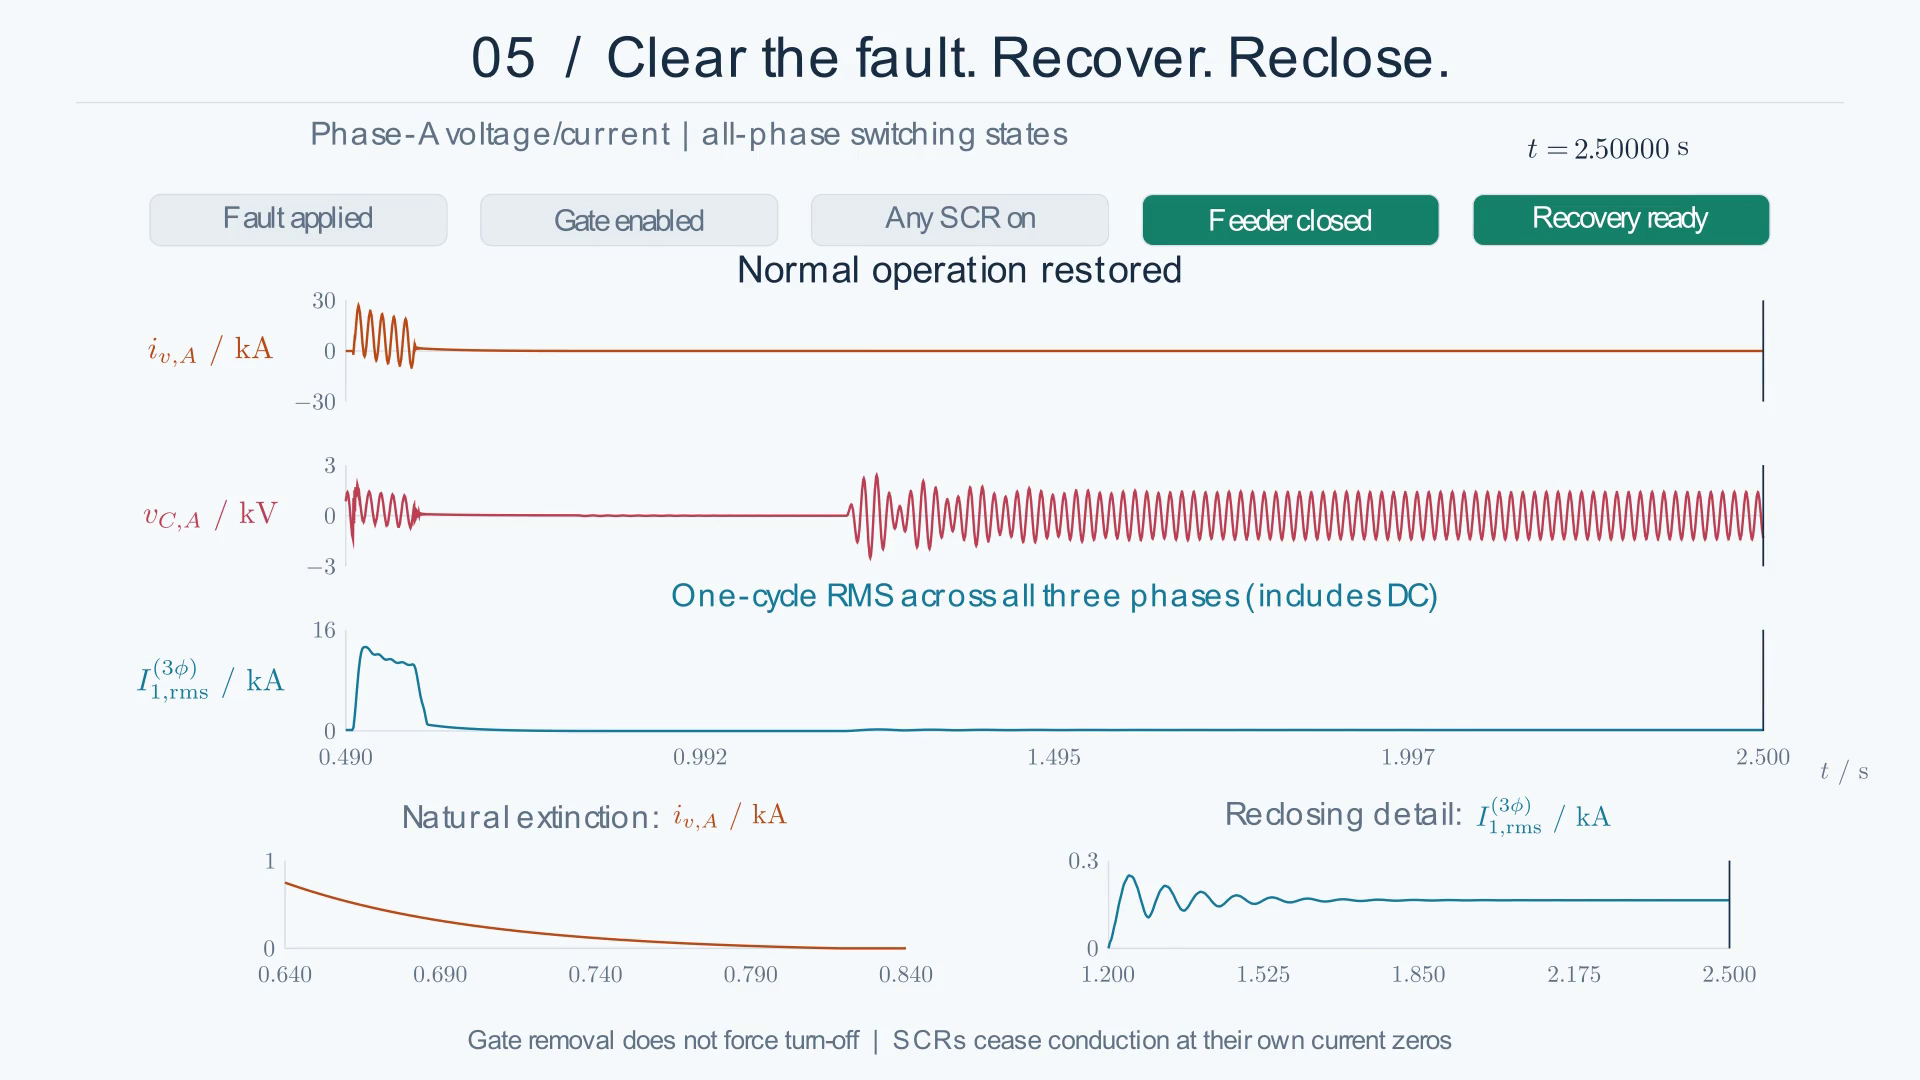 05 / Clear the fault. Recover. Reclose.
Phase-A voltage/current | all-phase switching states
t = 2.50000 s
Fault applied
Gate enabled
Any SCR on
Feeder closed
Recovery ready
Normal operation restored
30
i_{v,A} / kA
0
−30
3
v_{C,A} / kV
0
−3
One-cycle RMS across all three phases (includes DC)
16
I_{1,rms}^{(3ϕ)} / kA
0
0.490 0.992 1.495 1.997 2.500
t / s
Natural extinction: i_{v,A} / kA
1
0
0.640 0.690 0.740 0.790 0.840
Reclosing detail: I_{1,rms}^{(3ϕ)} / kA
0.3
0
1.200 1.525 1.850 2.175 2.500
Gate removal does not force turn-off | SCRs cease conduction at their own current zeros